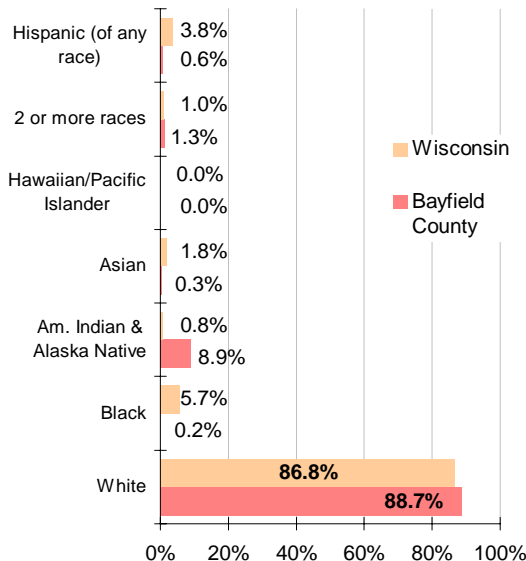 Hispanic (of any
race)
3.8%
0.6%
2 or more races
1.0%
1.3%
Hawaiian/Pacific
Islander
0.0%
0.0%
Asian
1.8%
0.3%
Am. Indian &
Alaska Native
0.8%
8.9%
Black
5.7%
0.2%
White
86.8%
88.7%
Wisconsin
Bayfield
County
0% 20% 40% 60% 80% 100%